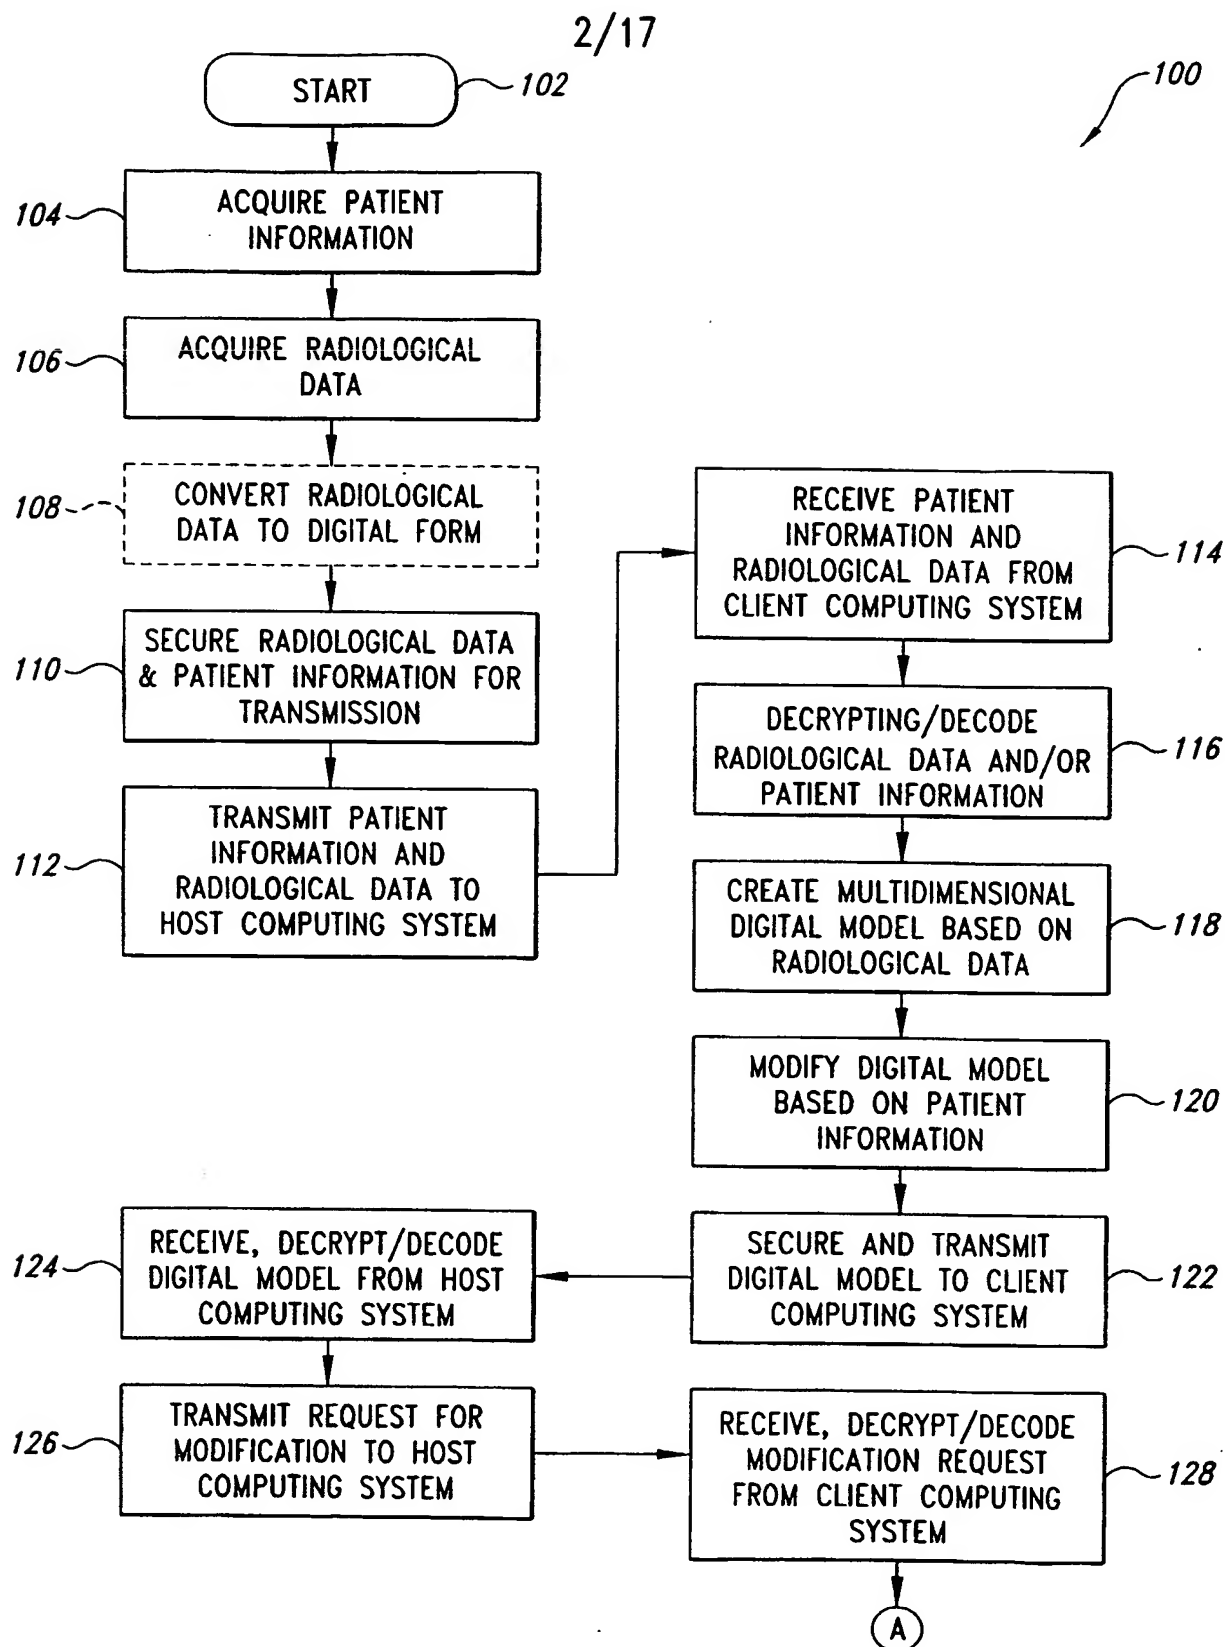 2/17
100
START
102
104
ACQUIRE PATIENT
INFORMATION
106
ACQUIRE RADIOLOGICAL
DATA
108
CONVERT RADIOLOGICAL
DATA TO DIGITAL FORM
110
SECURE RADIOLOGICAL DATA
& PATIENT INFORMATION FOR
TRANSMISSION
112
TRANSMIT PATIENT
INFORMATION AND
RADIOLOGICAL DATA TO
HOST COMPUTING SYSTEM
RECEIVE PATIENT
INFORMATION AND
RADIOLOGICAL DATA FROM
CLIENT COMPUTING SYSTEM
114
DECRYPTING/DECODE
RADIOLOGICAL DATA AND/OR
PATIENT INFORMATION
116
CREATE MULTIDIMENSIONAL
DIGITAL MODEL BASED ON
RADIOLOGICAL DATA
118
MODIFY DIGITAL MODEL
BASED ON PATIENT
INFORMATION
120
SECURE AND TRANSMIT
DIGITAL MODEL TO CLIENT
COMPUTING SYSTEM
122
124
RECEIVE, DECRYPT/DECODE
DIGITAL MODEL FROM HOST
COMPUTING SYSTEM
126
TRANSMIT REQUEST FOR
MODIFICATION TO HOST
COMPUTING SYSTEM
RECEIVE, DECRYPT/DECODE
MODIFICATION REQUEST
FROM CLIENT COMPUTING
SYSTEM
128
A